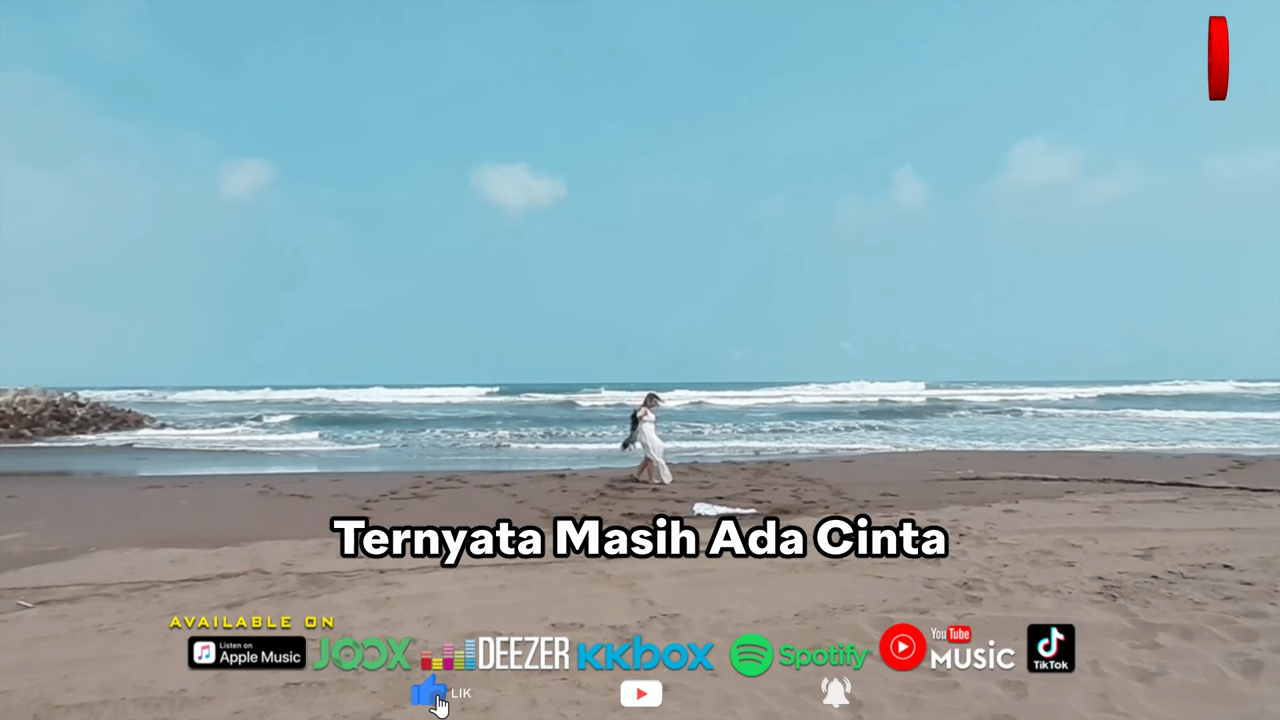 Ternyata Masih Ada Cinta
AVAILABLE ON
Listen on
Apple Music
JOOX
DEEZER
KKBOX
Spotify
YouTube
MUSIC
TikTok
LIK